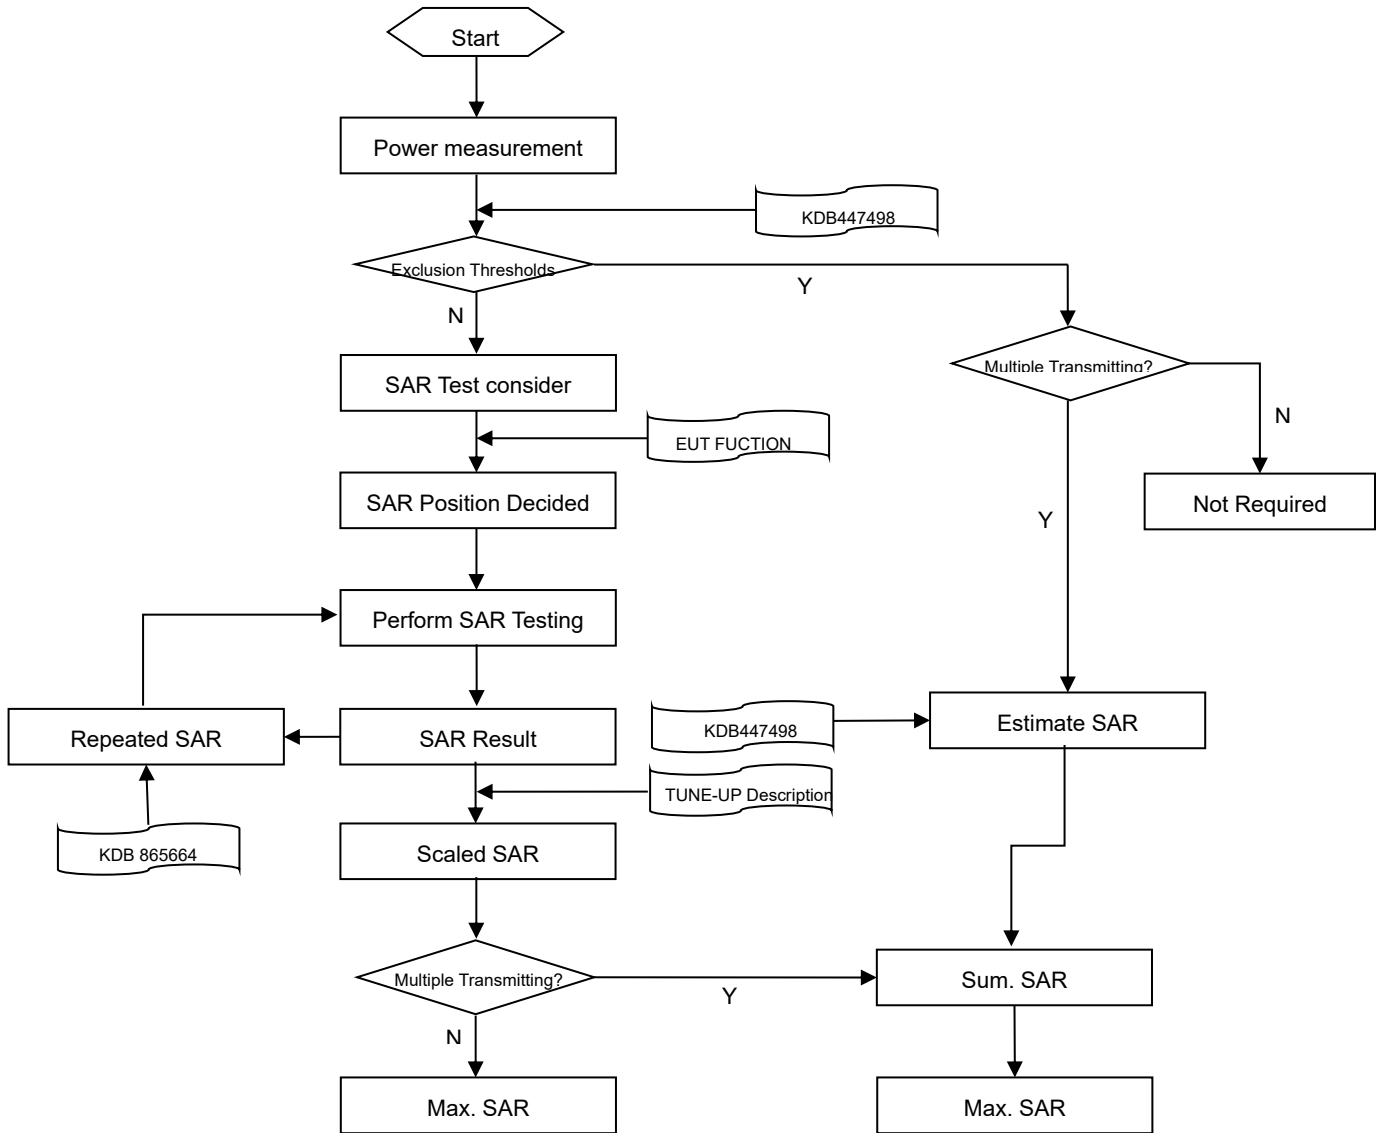 Start
Power measurement
KDB447498
Exclusion Thresholds
Y
N
Multiple Transmitting?
SAR Test consider
N
EUT FUCTION
SAR Position Decided
Not Required
Y
Perform SAR Testing
Repeated SAR
SAR Result
KDB447498
Estimate SAR
TUNE-UP Description
KDB 865664
Scaled SAR
Multiple Transmitting?
Y
Sum. SAR
N
Max. SAR
Max. SAR